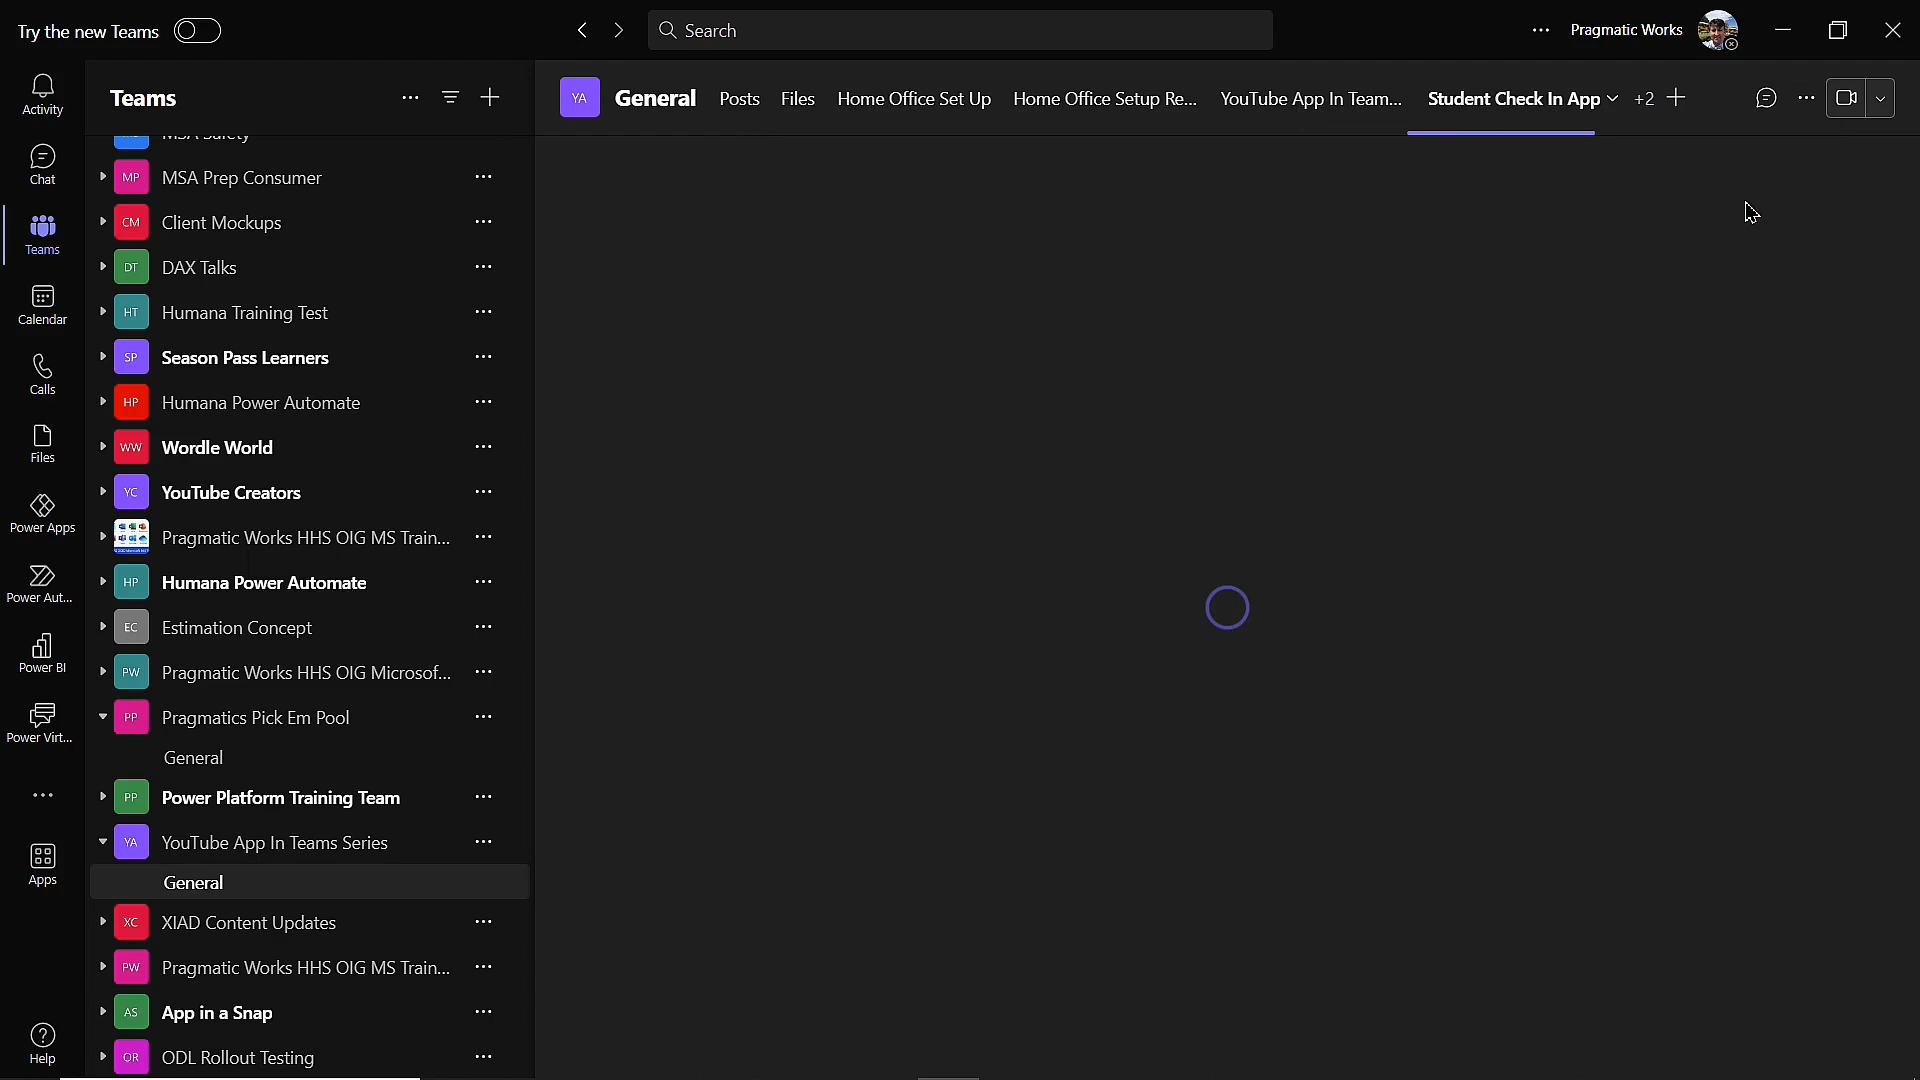 Try the new Teams
Search
Pragmatic Works
Activity
Chat
Teams
Calendar
Calls
Files
Power Apps
Power Aut...
Power BI
Power Virt...
Apps
Help
Teams
MSA Safety
MP MSA Prep Consumer
CM Client Mockups
DT DAX Talks
HT Humana Training Test
SP Season Pass Learners
HP Humana Power Automate
WW Wordle World
YC YouTube Creators
Pragmatic Works HHS OIG MS Train...
HP Humana Power Automate
EC Estimation Concept
PW Pragmatic Works HHS OIG Microsof...
PP Pragmatics Pick Em Pool
General
PP Power Platform Training Team
YA YouTube App In Teams Series
General
XC XIAD Content Updates
PW Pragmatic Works HHS OIG MS Train...
AS App in a Snap
OR ODL Rollout Testing
YA General Posts Files Home Office Set Up Home Office Setup Re... YouTube App In Team... Student Check In App +2